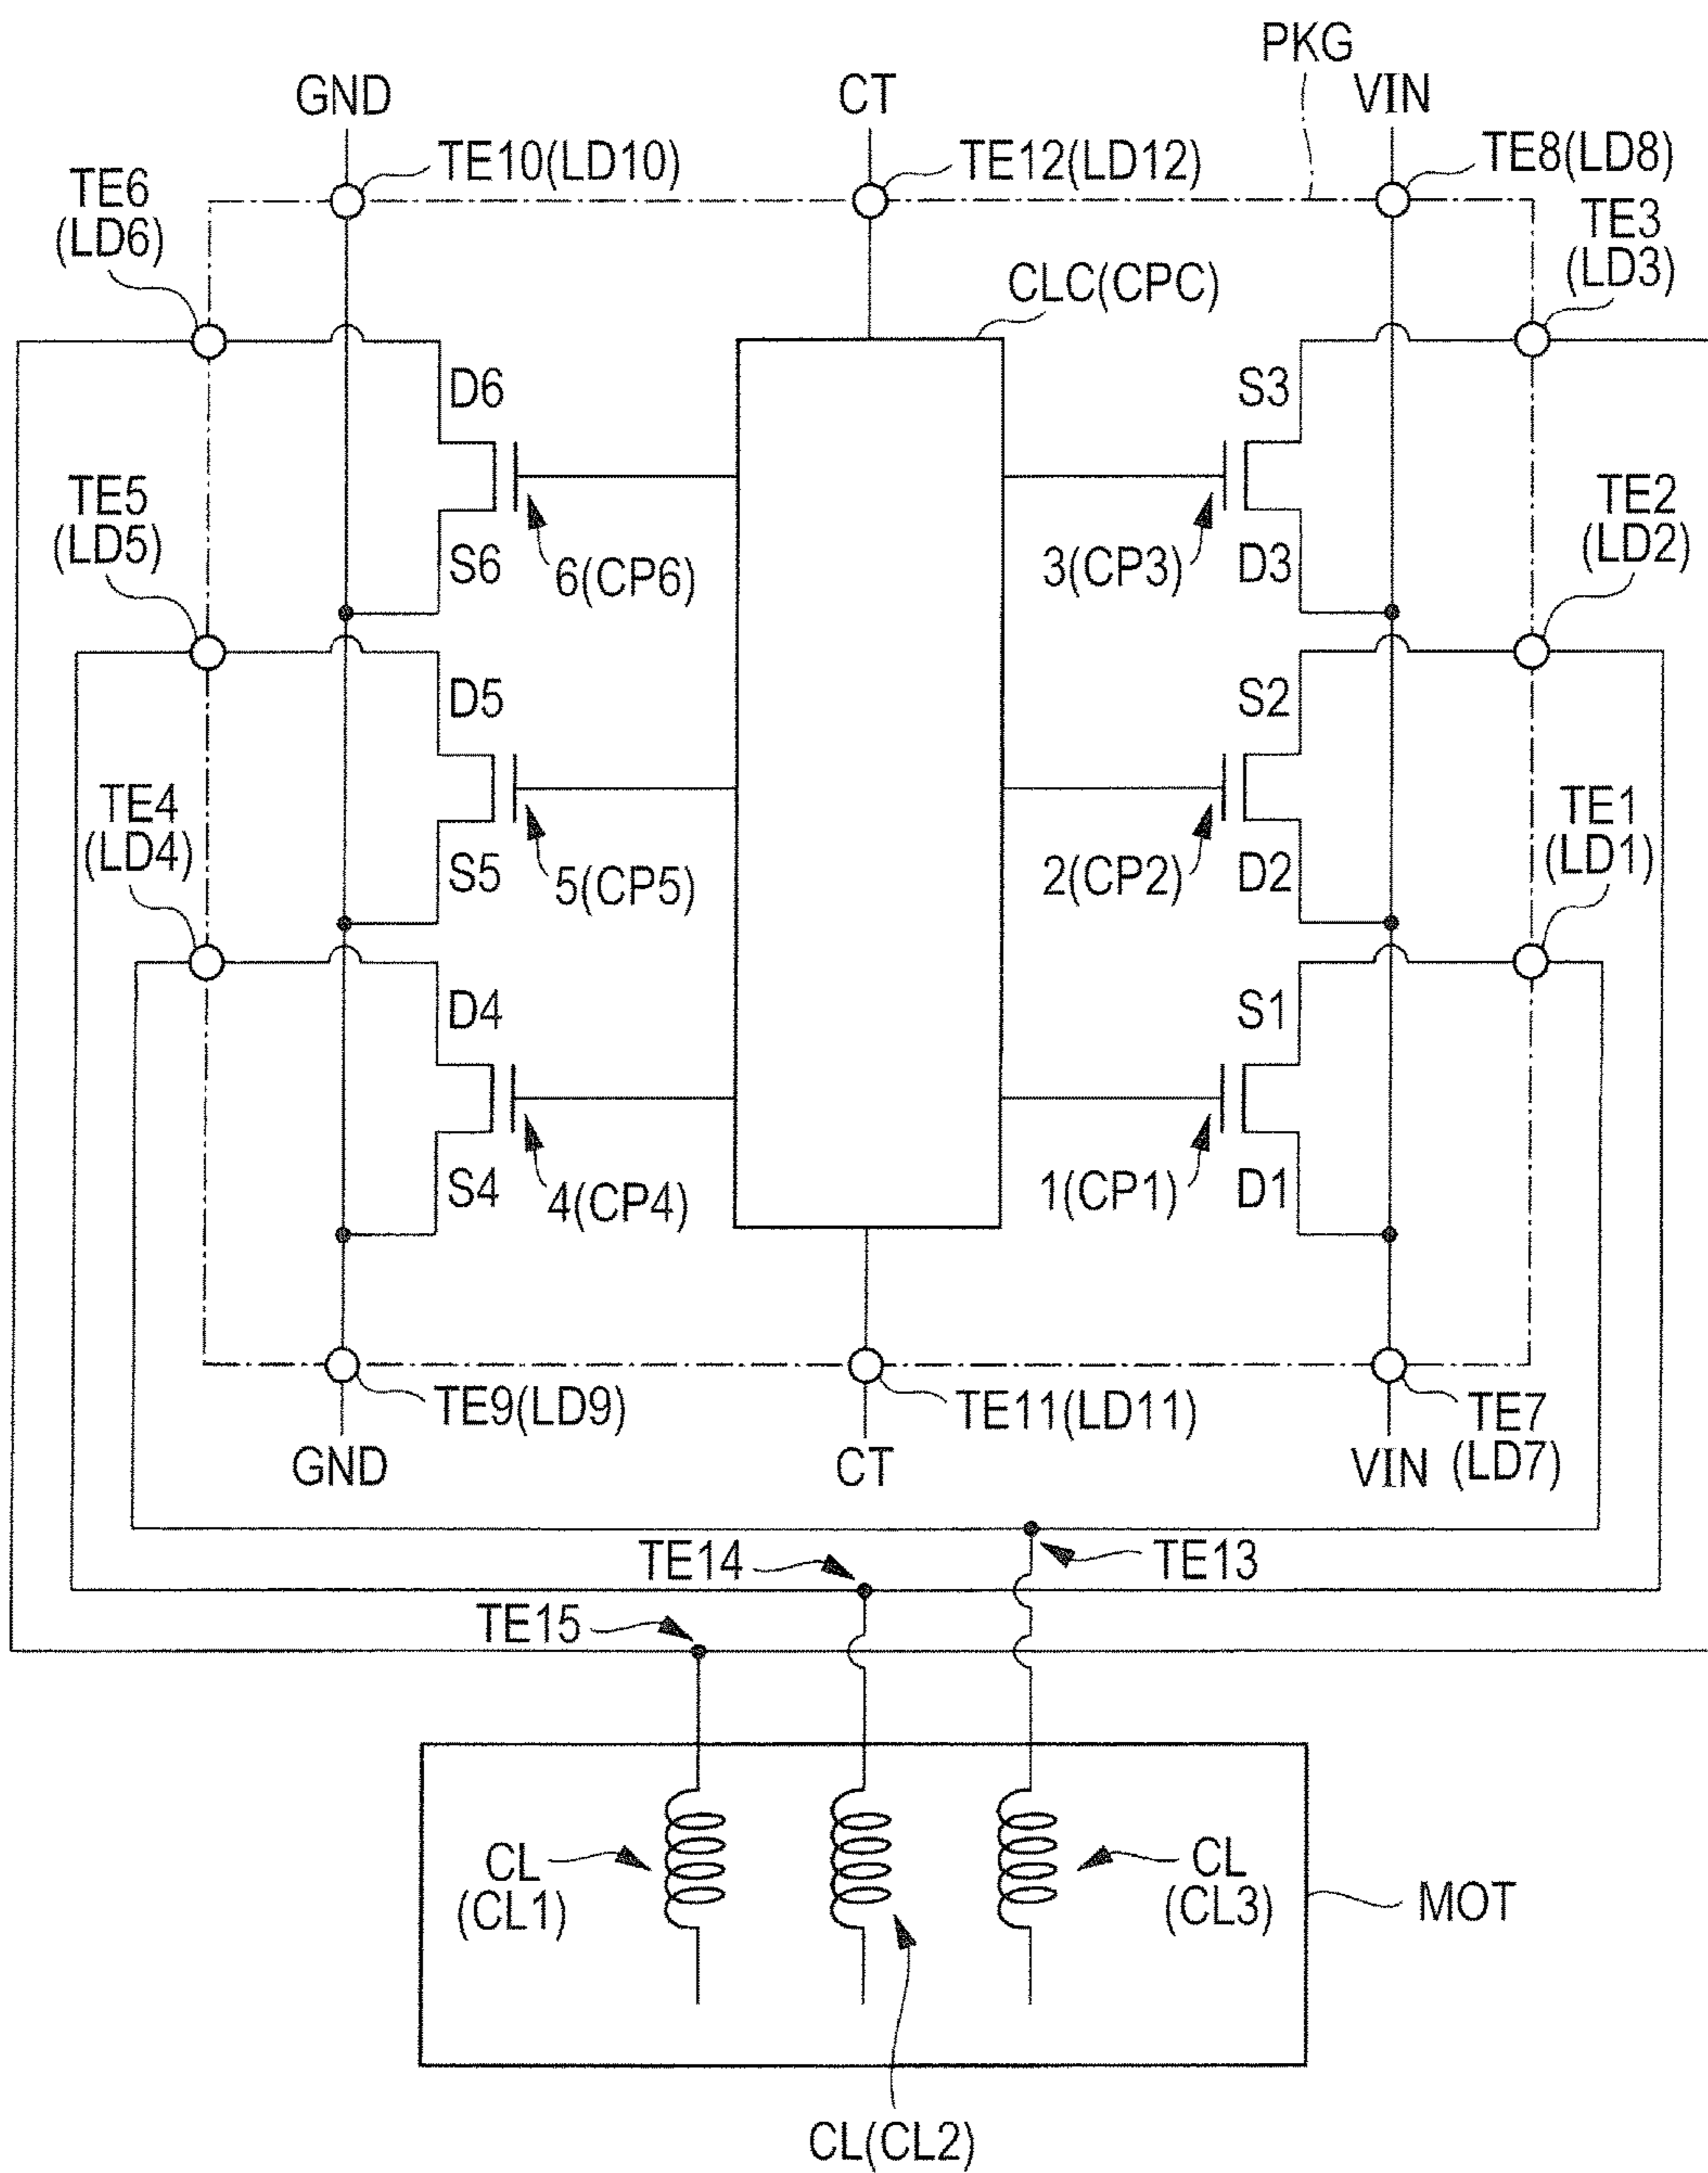 PKG
GND
CT
VIN
TE10(LD10)
TE12(LD12)
TE8(LD8)
TE6
(LD6)
TE3
(LD3)
CLC(CPC)
D6
S3
TE5
(LD5)
TE2
(LD2)
S6
6(CP6)
3(CP3)
D3
D5
S2
TE4
(LD4)
TE1
(LD1)
S5
5(CP5)
2(CP2)
D2
D4
S1
S4
4(CP4)
1(CP1)
D1
TE9(LD9)
TE11(LD11)
TE7
(LD7)
GND
CT
VIN
TE14
TE13
TE15
CL
(CL1)
CL
(CL3)
MOT
CL(CL2)